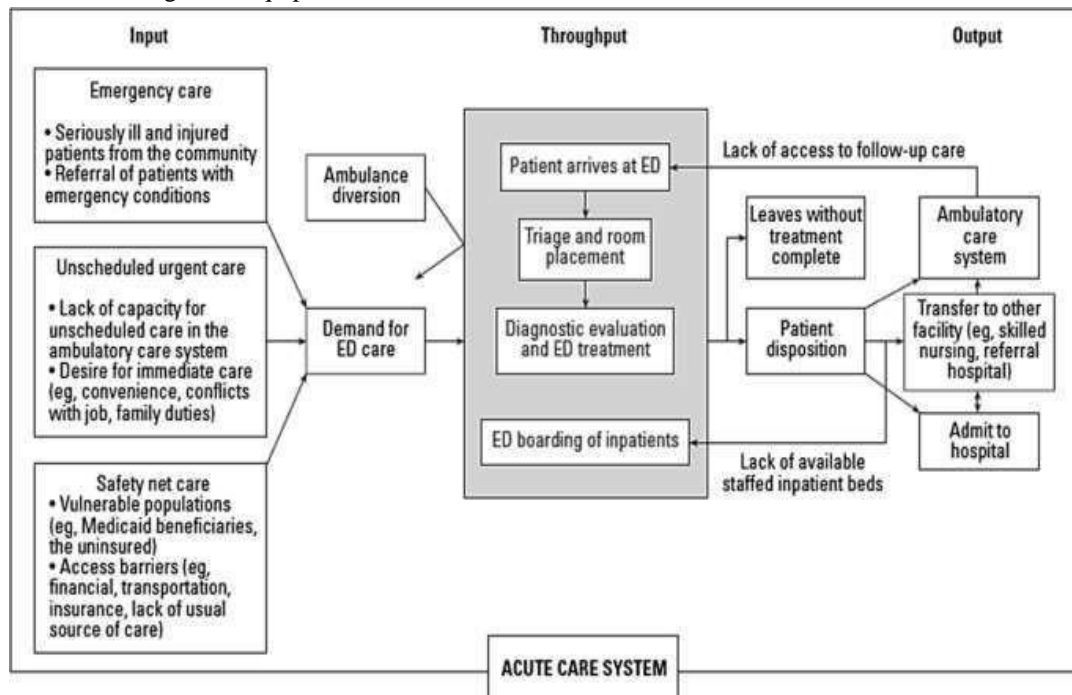 Input
Throughput
Output
Emergency care
• Seriously ill and injured
patients from the community
• Referral of patients with
emergency conditions
Unscheduled urgent care
• Lack of capacity for
unscheduled care in the
ambulatory care system
• Desire for immediate care
(eg, convenience, conflicts
with job, family duties)
Safety net care
• Vulnerable populations
(eg, Medicaid beneficiaries,
the uninsured)
• Access barriers (eg,
financial, transportation,
insurance, lack of usual
source of care)
Ambulance
diversion
Demand for
ED care
Patient arrives at ED
Triage and room
placement
Diagnostic evaluation
and ED treatment
ED boarding of inpatients
Lack of access to follow-up care
Leaves without
treatment
complete
Patient
disposition
Lack of available
staffed inpatient beds
Ambulatory
care
system
Transfer to other
facility (eg, skilled
nursing, referral
hospital)
Admit to
hospital
ACUTE CARE SYSTEM